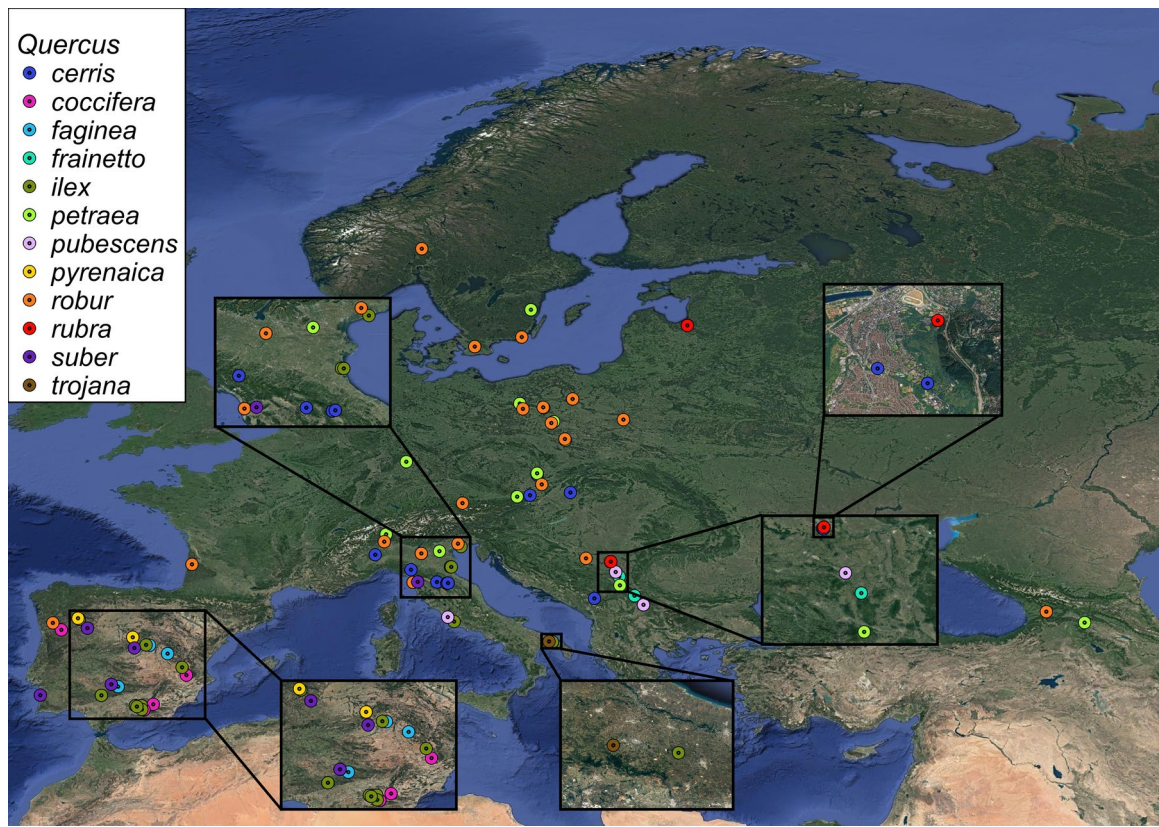 Quercus
cerris
coccifera
faginea
frainetto
ilex
petraea
pubescens
pyrenaica
robur
rubra
suber
trojana